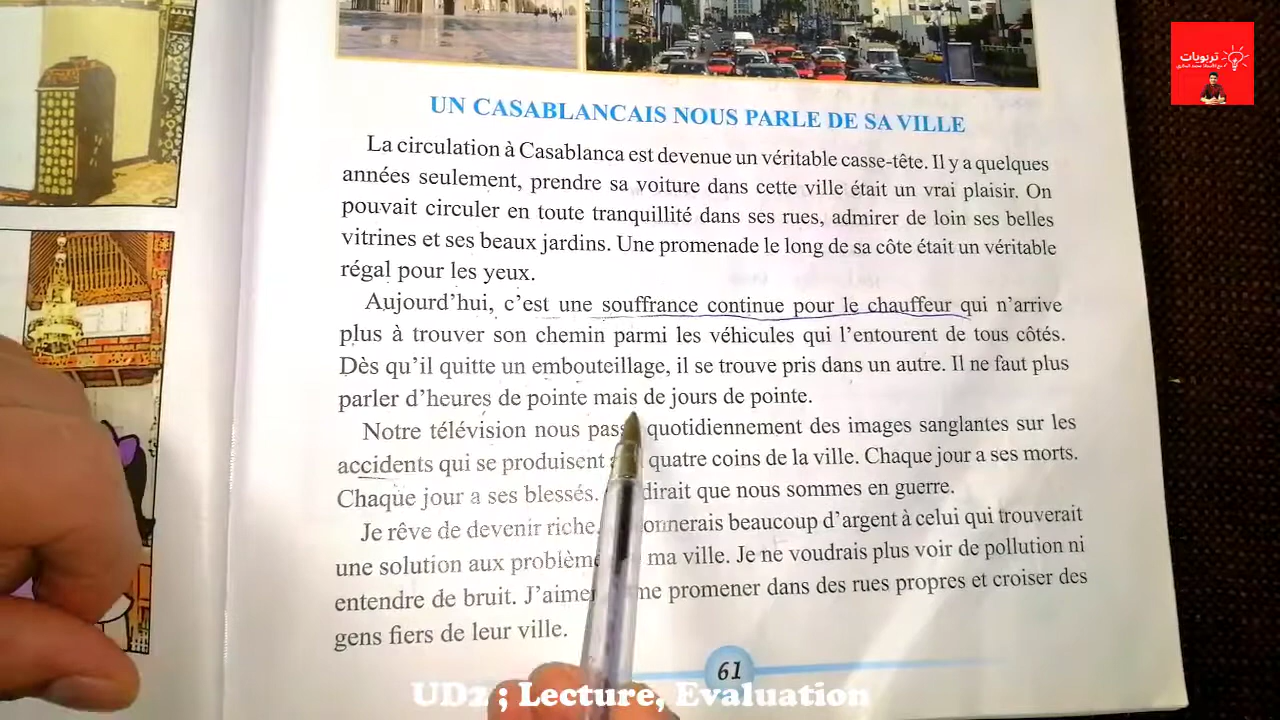 تربويات
UN CASABLANCAIS NOUS PARLE DE SA VILLE
La circulation à Casablanca est devenue un véritable casse-tête. Il y a quelques
années seulement, prendre sa voiture dans cette ville était un vrai plaisir. On
pouvait circuler en toute tranquillité dans ses rues, admirer de loin ses belles
vitrines et ses beaux jardins. Une promenade le long de sa côte était un véritable
régal pour les yeux.
Aujourd'hui, c'est une souffrance continue pour le chauffeur qui n'arrive
plus à trouver son chemin parmi les véhicules qui l'entourent de tous côtés.
Dès qu'il quitte un embouteillage, il se trouve pris dans un autre. Il ne faut plus
parler d'heures de pointe mais de jours de pointe.
Notre télévision nous pass quotidiennement des images sanglantes sur les
accidents qui se produisent quatre coins de la ville. Chaque jour a ses morts.
Chaque jour a ses blessés. dirait que nous sommes en guerre.
Je rêve de devenir riche. onnerais beaucoup d'argent à celui qui trouverait
une solution aux problème ma ville. Je ne voudrais plus voir de pollution ni
entendre de bruit. J'aime me promener dans des rues propres et croiser des
gens fiers de leur ville.
61
UD2 ; Lecture, Evaluation